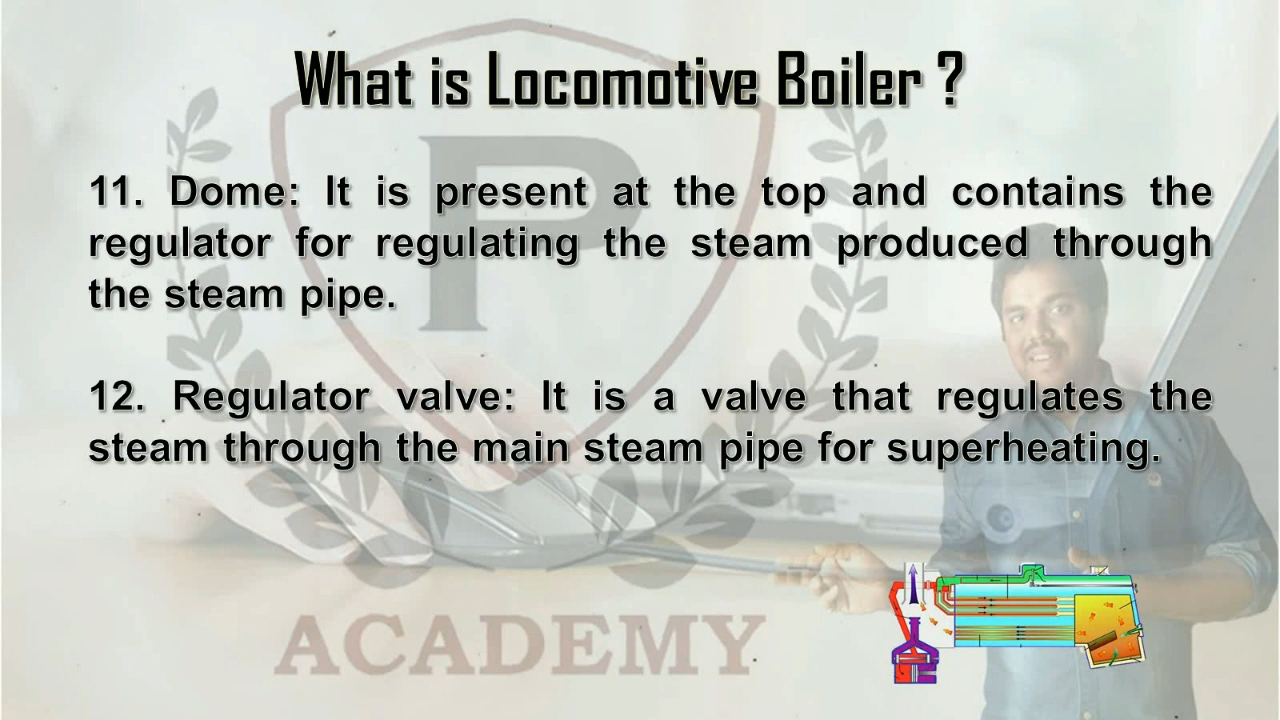 What is Locomotive Boiler ?
11. Dome: It is present at the top and contains the
regulator for regulating the steam produced through
the steam pipe.
12. Regulator valve: It is a valve that regulates the
steam through the main steam pipe for superheating.
P
ACADEMY